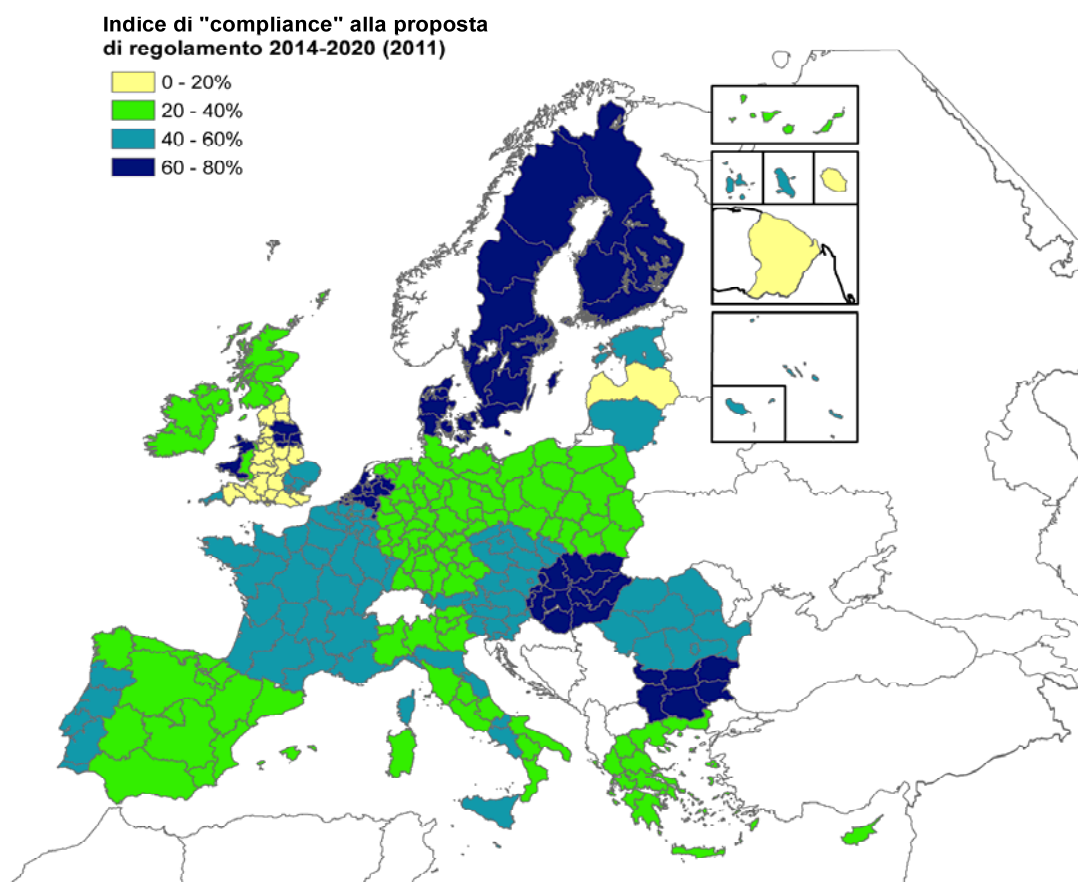 Indice di "compliance" alla proposta
di regolamento 2014-2020 (2011)
0 - 20%
20 - 40%
40 - 60%
60 - 80%